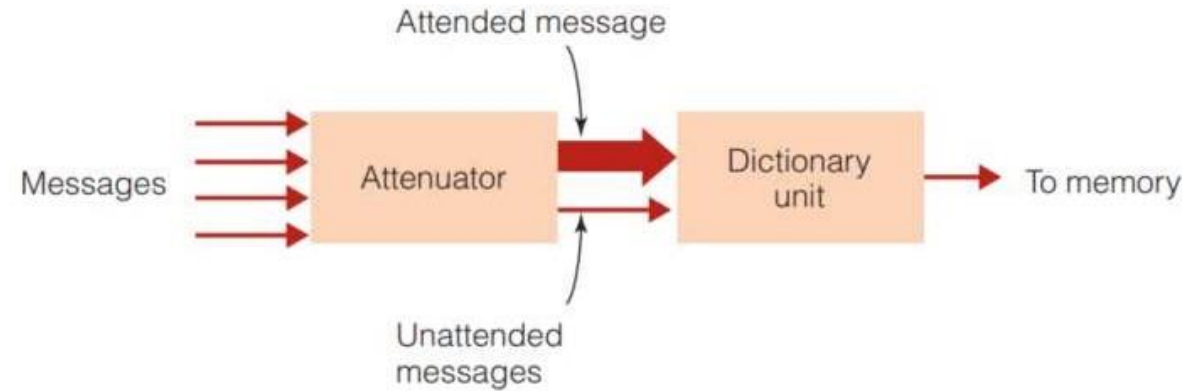 Attended message
Messages
Attenuator
Dictionary
unit
To memory
Unattended
messages